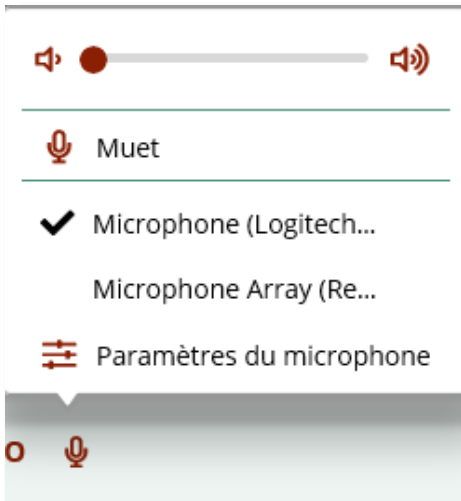 Muet
Microphone (Logitech...
Microphone Array (Re...
Paramètres du microphone
o